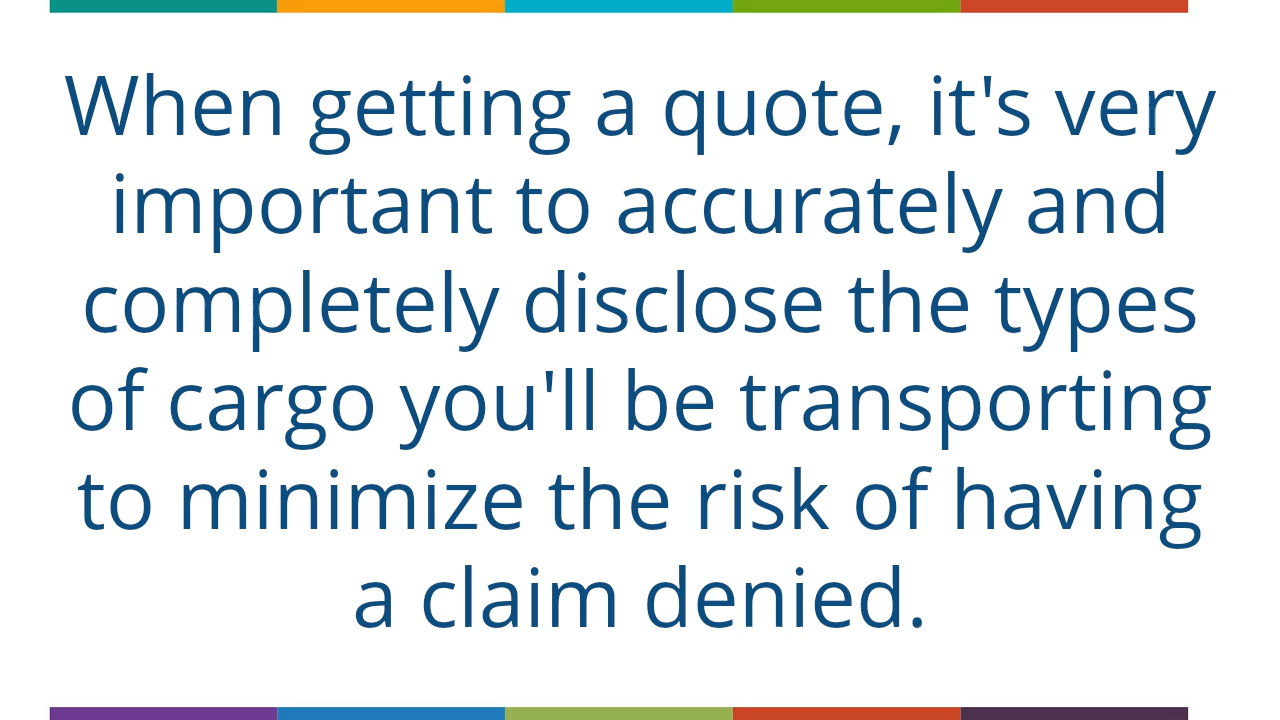 When getting a quote, it's very
important to accurately and
completely disclose the types
of cargo you'll be transporting
to minimize the risk of having
a claim denied.